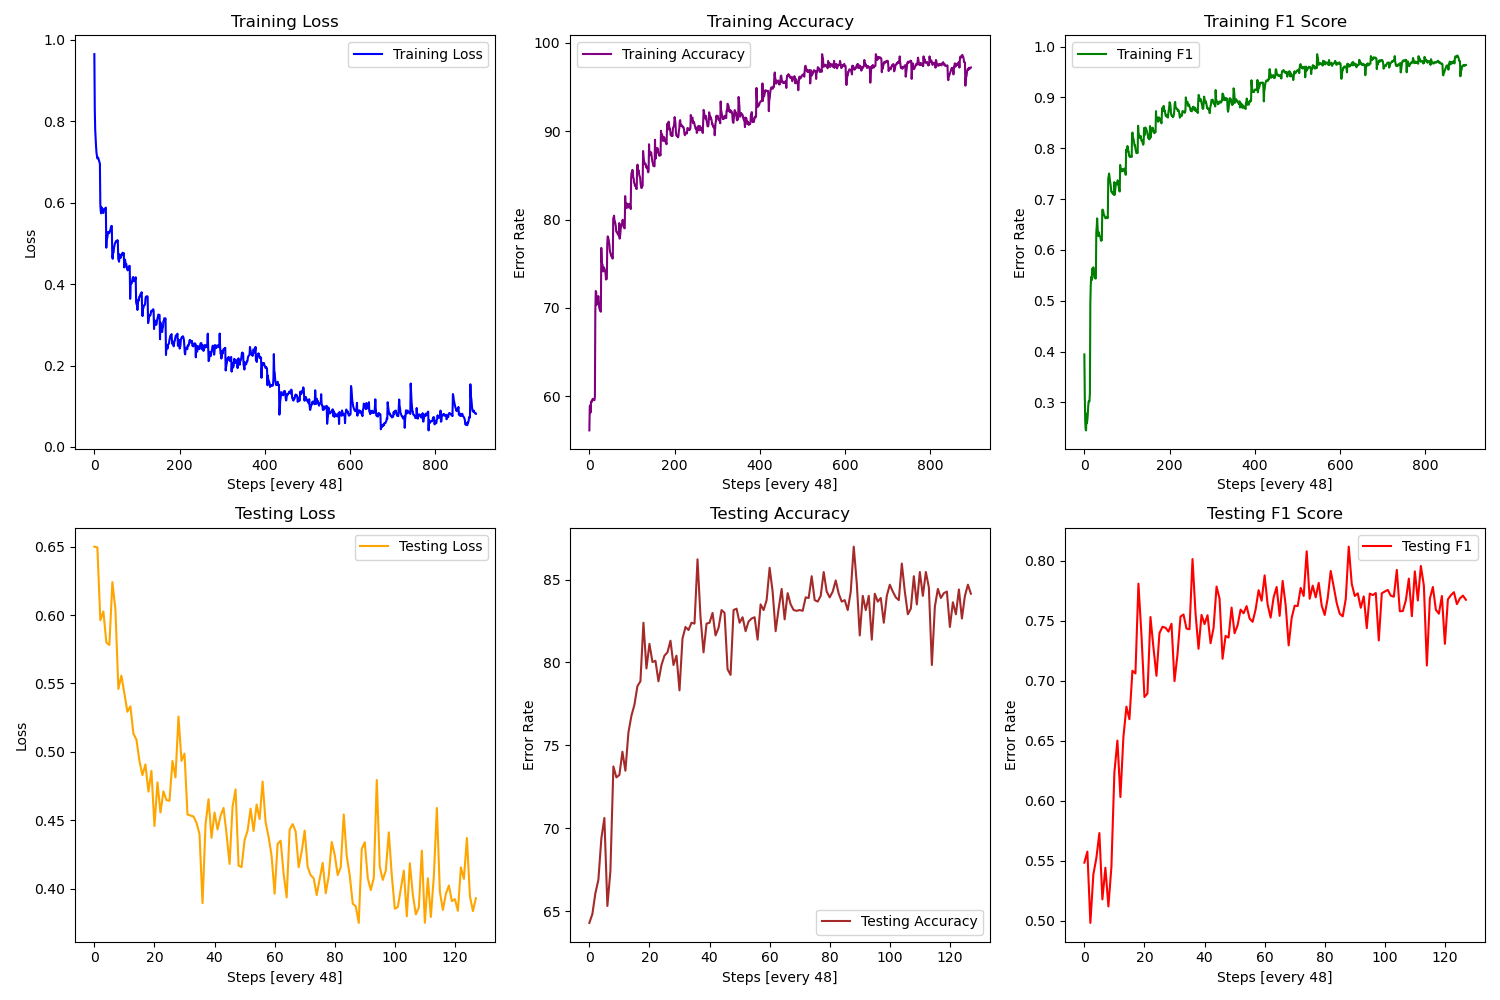 Training Loss
Training Loss
1.0
0.8
0.6
0.4
0.2
0.0
Loss
0 200 400 600 800
Steps [every 48]
Training Accuracy
Training Accuracy
100
90
80
70
60
Error Rate
0 200 400 600 800
Steps [every 48]
Training F1 Score
Training F1
1.0
0.9
0.8
0.7
0.6
0.5
0.4
0.3
Error Rate
0 200 400 600 800
Steps [every 48]
Testing Loss
Testing Loss
0.65
0.60
0.55
0.50
0.45
0.40
Loss
0 20 40 60 80 100 120
Steps [every 48]
Testing Accuracy
85
80
75
70
65
Error Rate
Testing Accuracy
0 20 40 60 80 100 120
Steps [every 48]
Testing F1 Score
Testing F1
0.80
0.75
0.70
0.65
0.60
0.55
0.50
Error Rate
0 20 40 60 80 100 120
Steps [every 48]